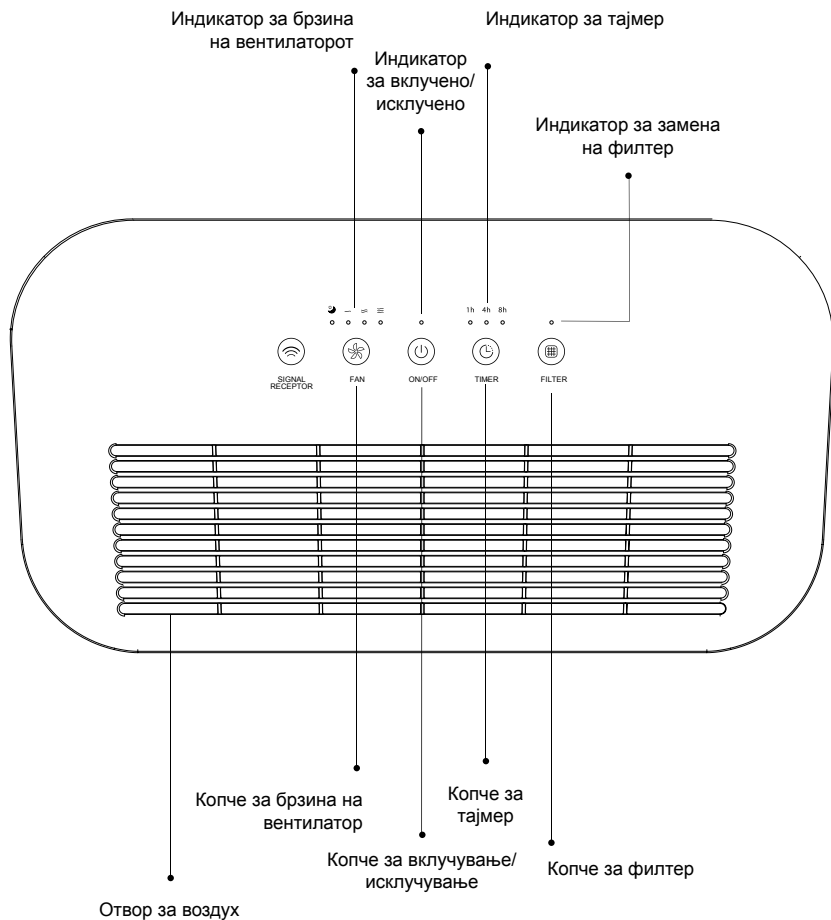 Индикатор за брзина
на вентилаторот
Индикатор за тајмер
Индикатор
за вклучено/
исклучено
Индикатор за замена
на филтер
1h 4h 8h
SIGNAL
RECEPTOR
FAN
ON/OFF
TIMER
FILTER
Копче за брзина на
вентилатор
Копче за
тајмер
Копче за вклучување/
исклучување
Копче за филтер
Отвор за воздух